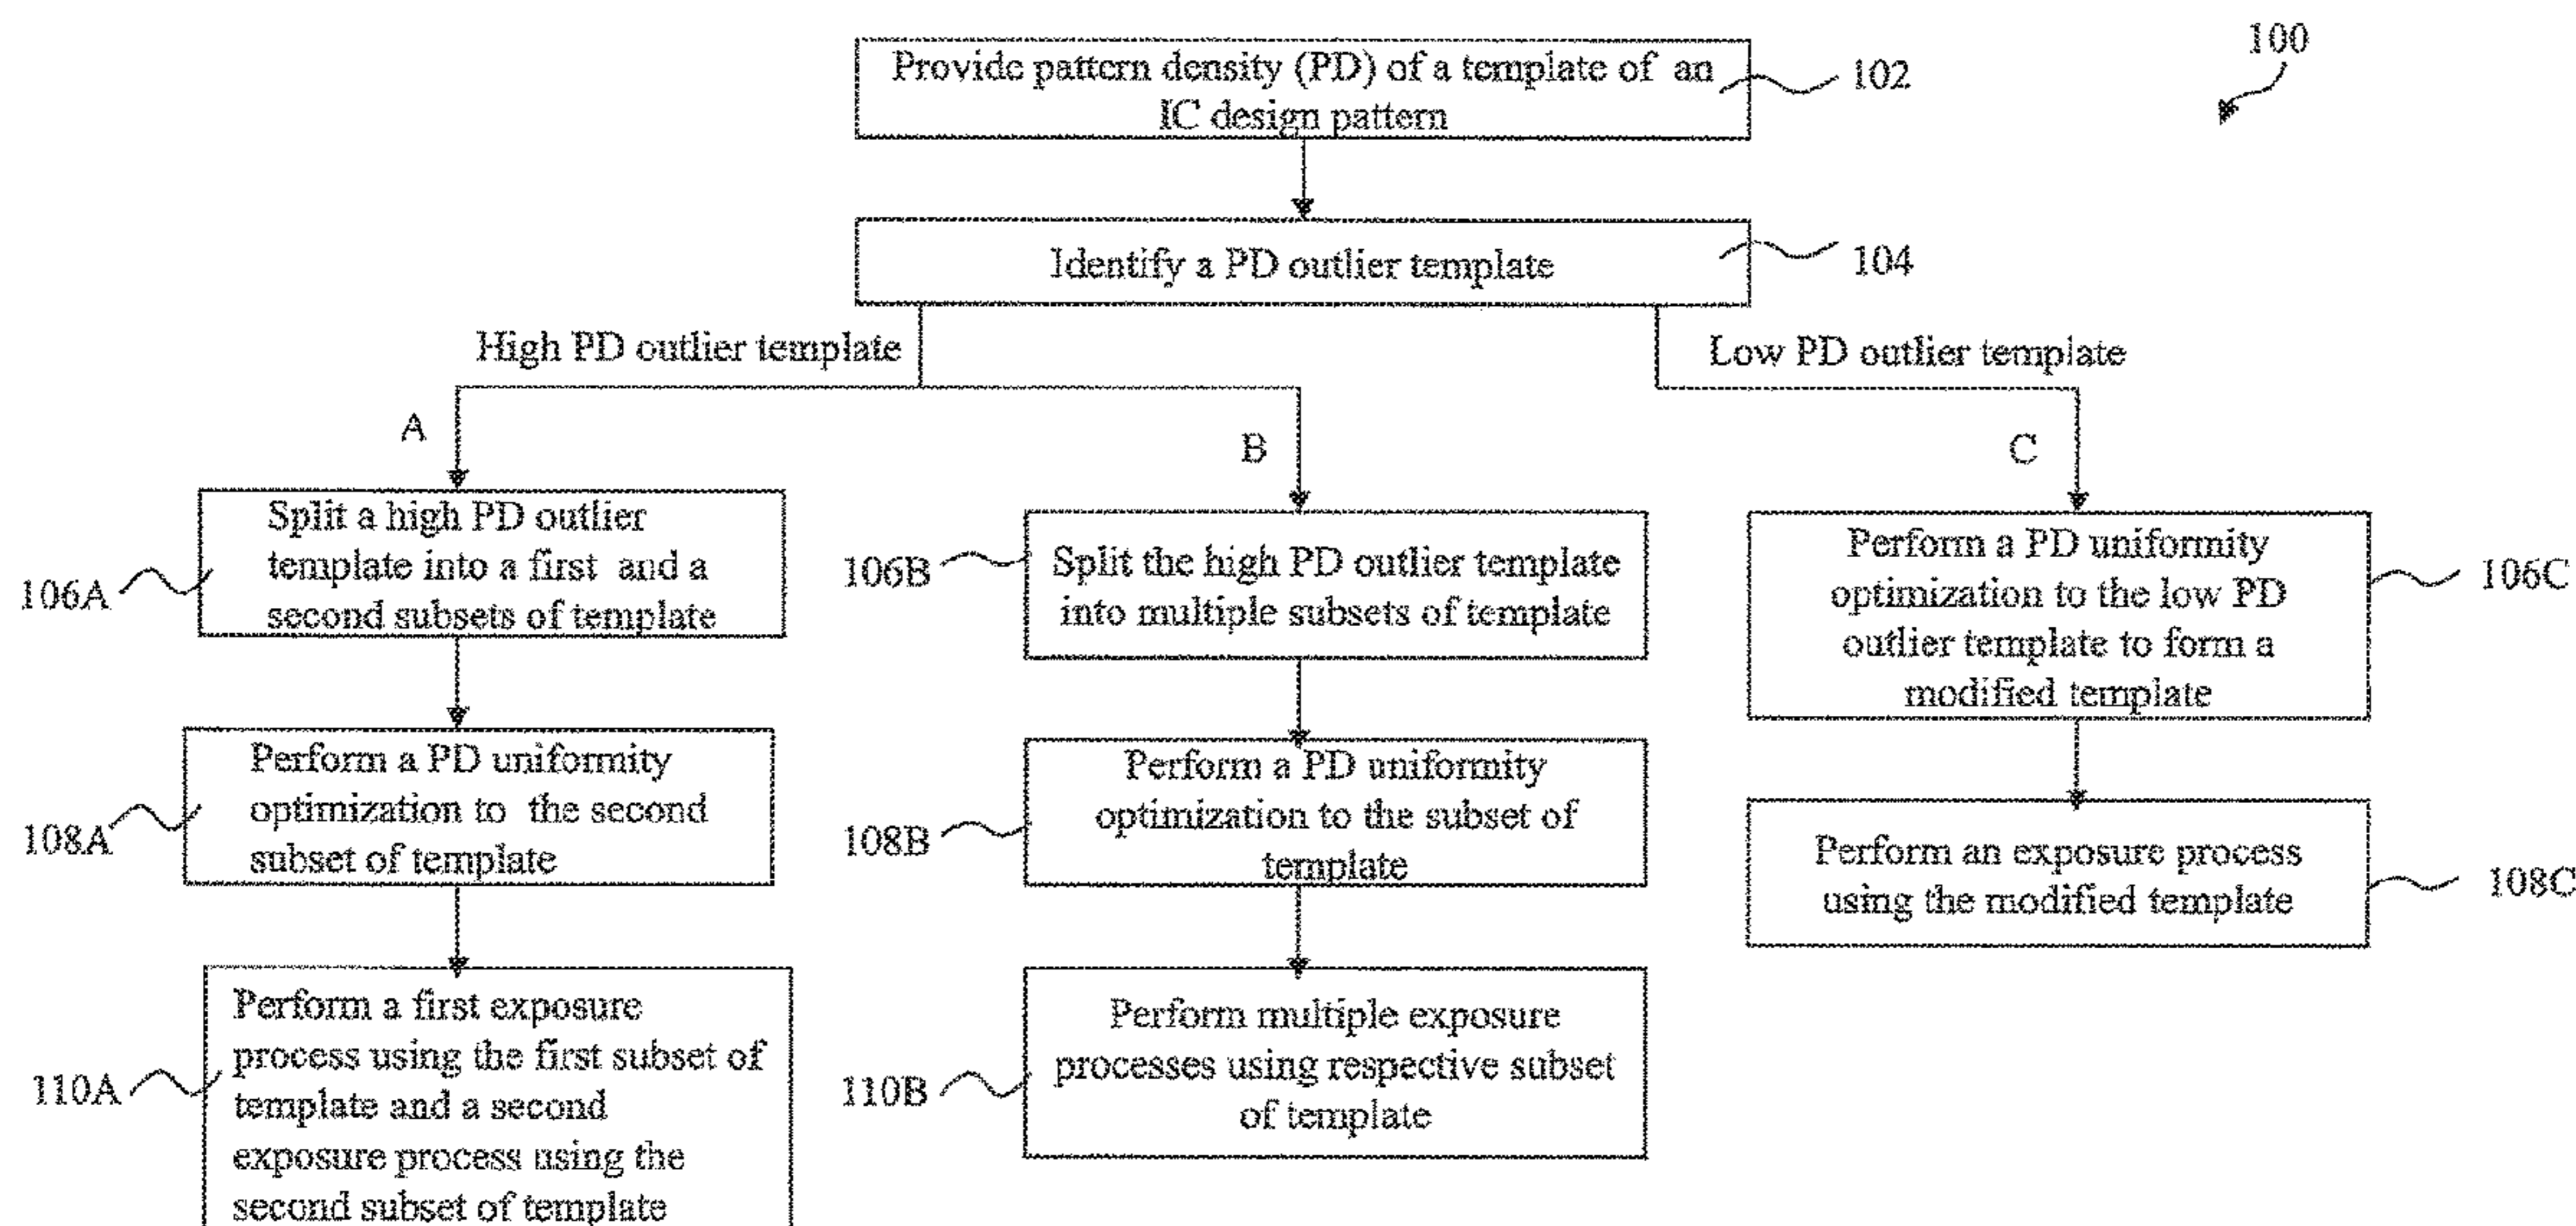 100
Provide pattern density (PD) of a template of an
IC design pattern
102
Identify a PD outlier template
104
High PD outlier template
Low PD outlier template
A
B
C
Split a high PD outlier
template into a first and a
second subsets of template
106A
106B
Split the high PD outlier template
into multiple subsets of template
Perform a PD uniformity
optimization to the low PD
outlier template to form a
modified template
106C
Perform a PD uniformity
optimization to the second
subset of template
108A
108B
Perform a PD uniformity
optimization to the subset of
template
Perform an exposure process
using the modified template
108C
Perform a first exposure
process using the first subset of
template and a second
exposure process using the
second subset of template
110A
110B
Perform multiple exposure
processes using respective subset
of template